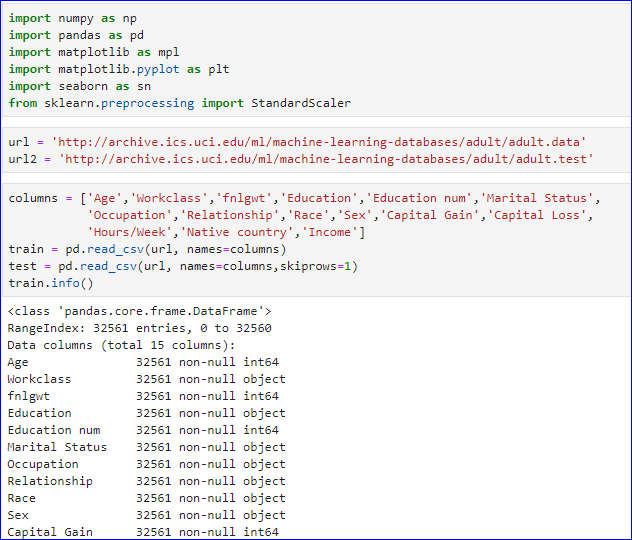 import numpy as np
import pandas as pd
import matplotlib as mpl
import matplotlib.pyplot as plt
import seaborn as sn
from sklearn.preprocessing import StandardScaler
url = 'http://archive.ics.uci.edu/ml/machine-learning-databases/adult/adult.data'
url2 = 'http://archive.ics.uci.edu/ml/machine-learning-databases/adult/adult.test'
columns = ['Age','Workclass','fnlgwt','Education','Education num','Marital Status',
'Occupation','Relationship','Race','Sex','Capital Gain','Capital Loss',
'Hours/Week','Native country','Income']
train = pd.read_csv(url, names=columns)
test = pd.read_csv(url, names=columns,skiprows=1)
train.info()
<class 'pandas.core.frame.DataFrame'>
RangeIndex: 32561 entries, 0 to 32560
Data columns (total 15 columns):
Age 32561 non-null int64
Workclass 32561 non-null object
fnlgwt 32561 non-null int64
Education 32561 non-null object
Education num 32561 non-null int64
Marital Status 32561 non-null object
Occupation 32561 non-null object
Relationship 32561 non-null object
Race 32561 non-null object
Sex 32561 non-null object
Capital Gain 32561 non-null int64